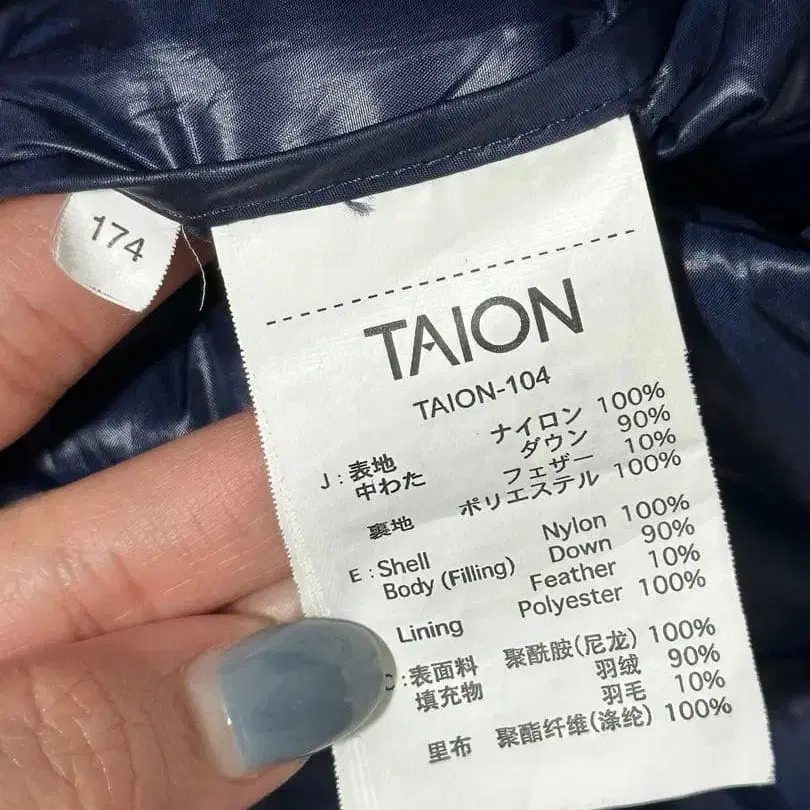 174
TAION
TAION-104
J : 表地 ナイロン 100%
中わた ダウン 90%
フェザー 10%
裏地 ポリエステル 100%
E : Shell Nylon 100%
Body (Filling) Down 90%
Feather 10%
Lining Polyester 100%
C : 表面料 聚酰胺(尼龙) 100%
填充物 羽绒 90%
羽毛 10%
里布 聚酯纤维(涤纶) 100%